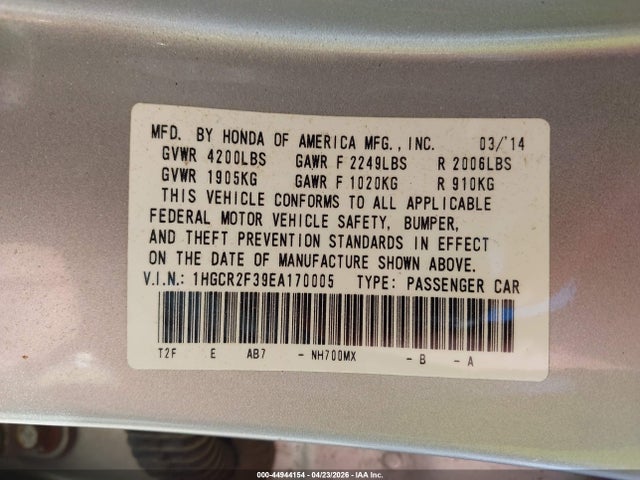 MFD. BY HONDA OF AMERICA MFG., INC. 03/'14
GVWR 4200LBS GAWR F 2249LBS R 2006LBS
GVWR 1905KG GAWR F 1020KG R 910KG
THIS VEHICLE CONFORMS TO ALL APPLICABLE
FEDERAL MOTOR VEHICLE SAFETY, BUMPER,
AND THEFT PREVENTION STANDARDS IN EFFECT
ON THE DATE OF MANUFACTURE SHOWN ABOVE.
V.I.N.: 1HGCR2F39EA170005 TYPE: PASSENGER CAR
T2F E AB7 - NH700MX - B - A
000-44944154 | 04/23/2026 | IAA Inc.